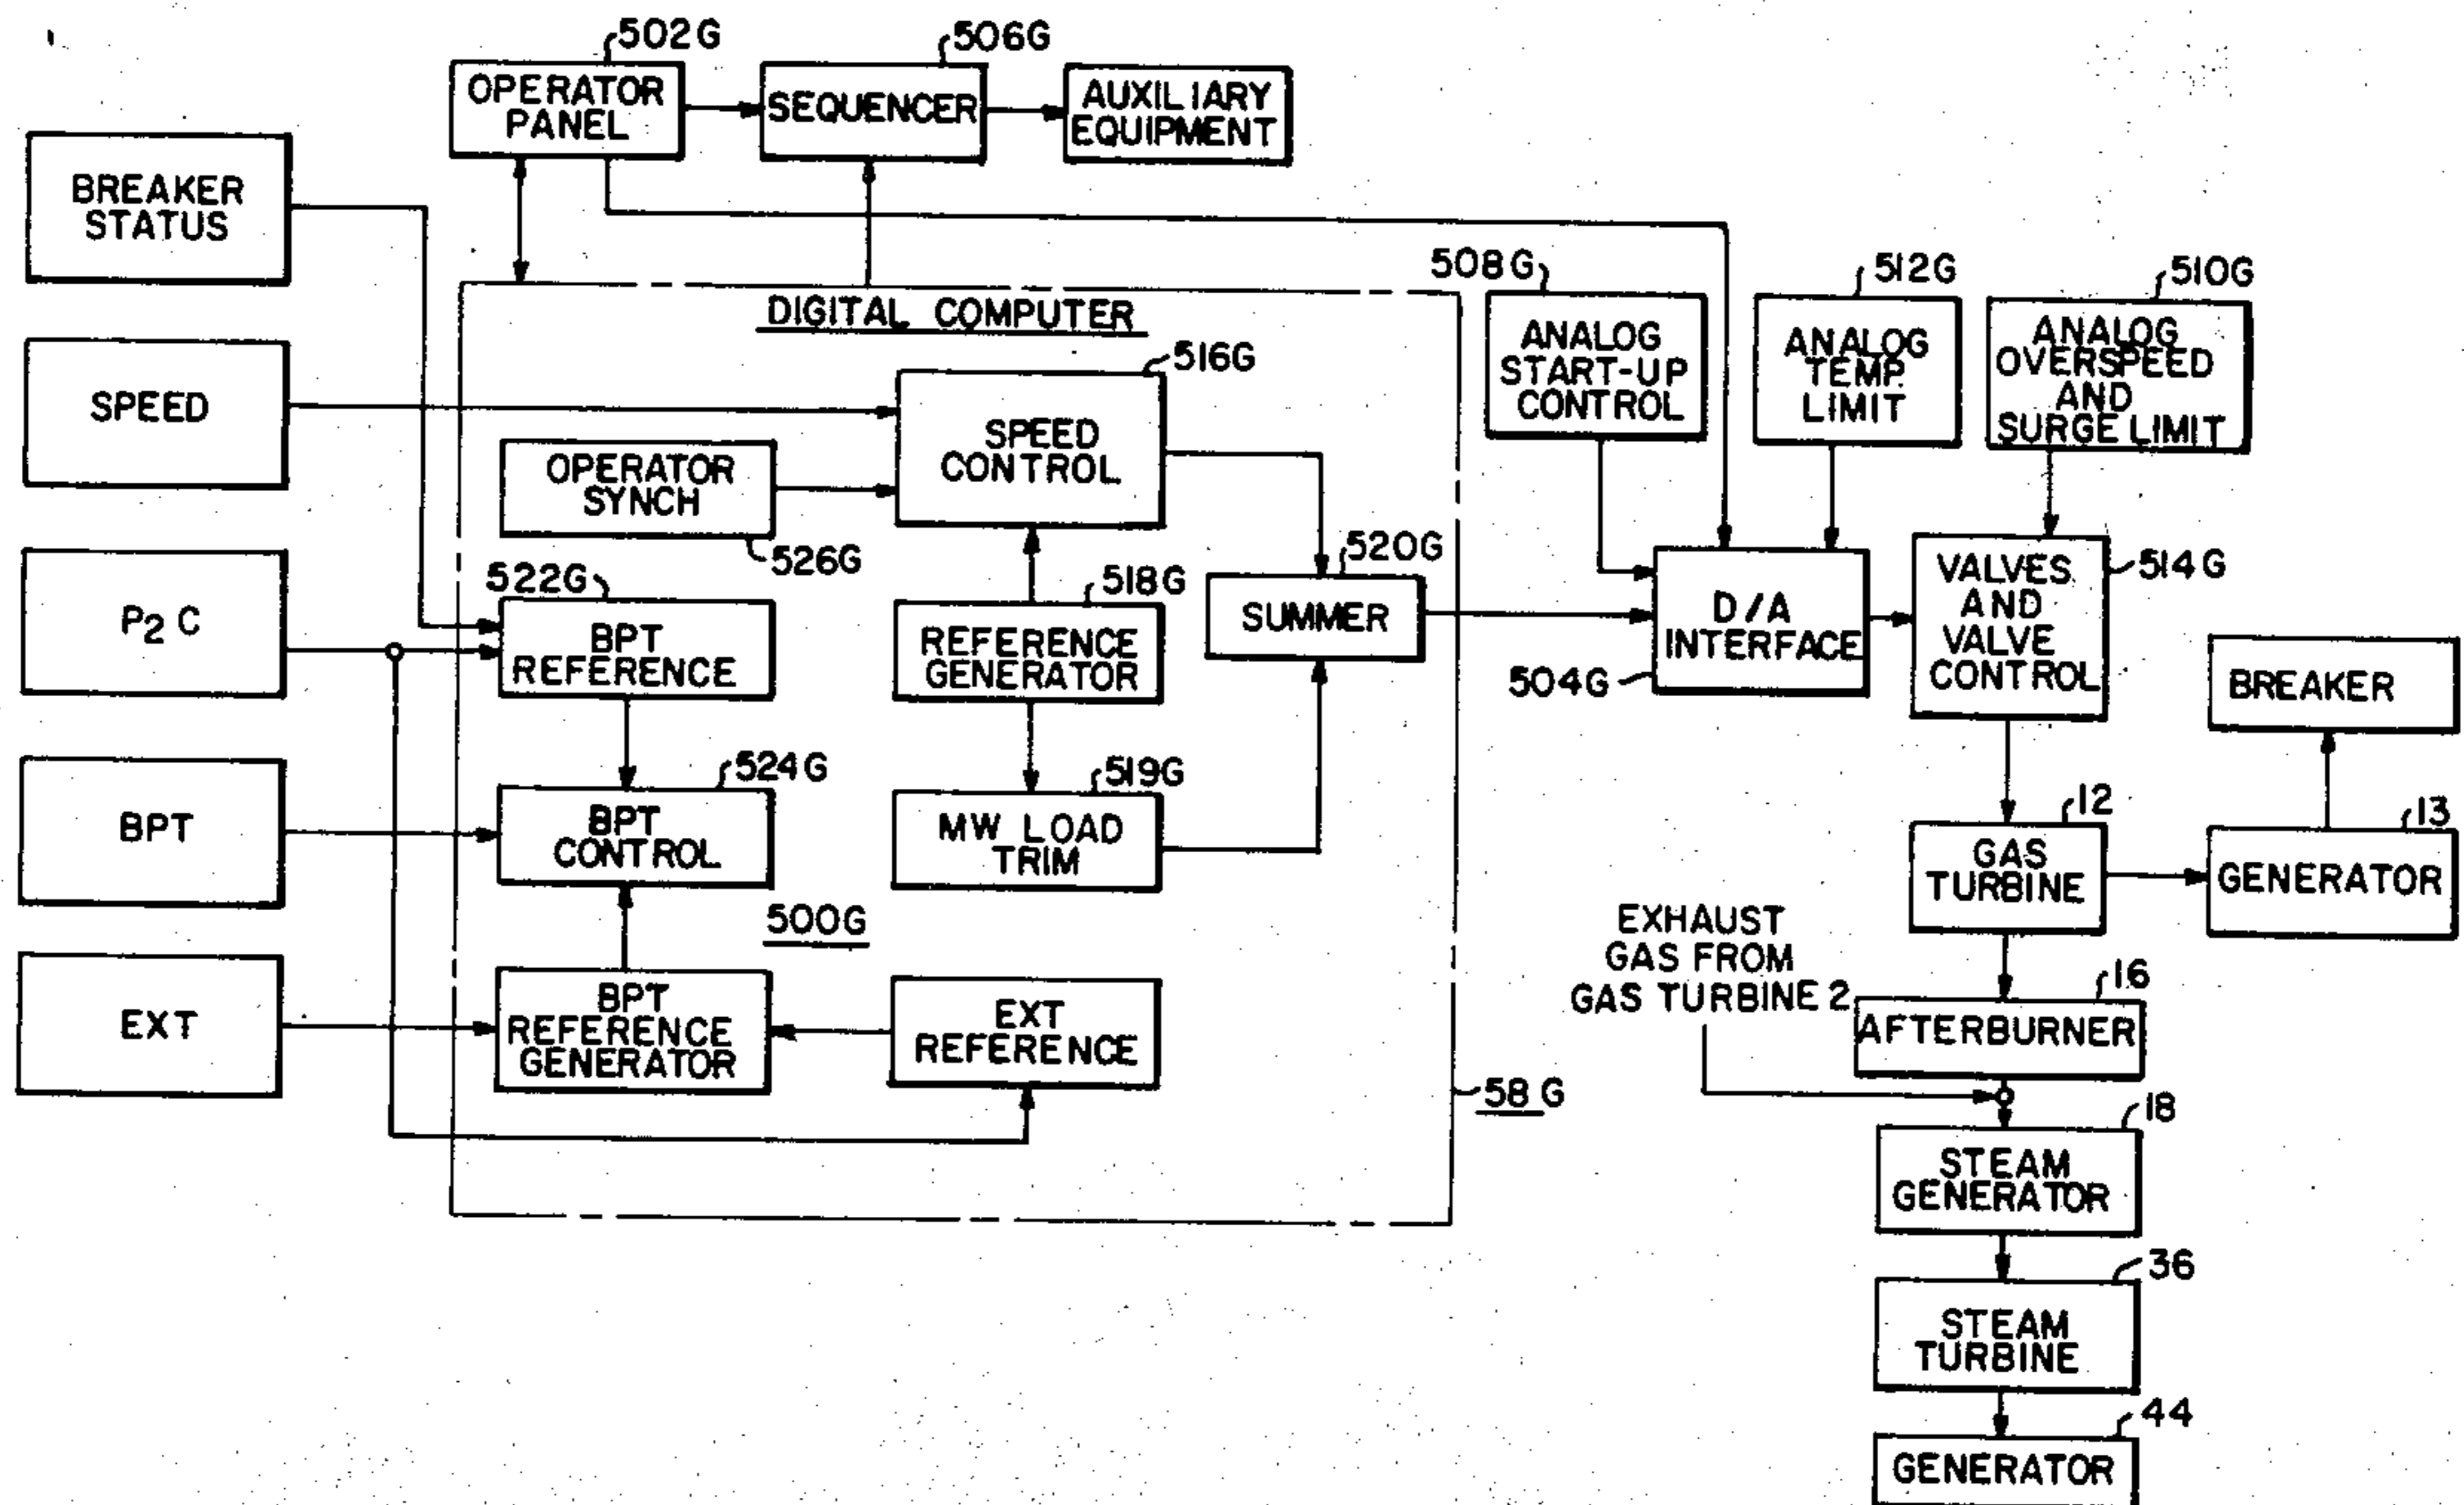 502G
506G
OPERATOR
PANEL
SEQUENCER
AUXILIARY
EQUIPMENT
BREAKER
STATUS
SPEED
P2 C
BPT
EXT
DIGITAL COMPUTER
516G
SPEED
CONTROL
OPERATOR
SYNCH
526G
522G
BPT
REFERENCE
518G
REFERENCE
GENERATOR
520G
SUMMER
524G
BPT
CONTROL
519G
MW LOAD
TRIM
500G
BPT
REFERENCE
GENERATOR
EXT
REFERENCE
58G
508G
ANALOG
START-UP
CONTROL
512G
ANALOG
TEMP.
LIMIT
510G
ANALOG
OVERSPEED
AND
SURGE LIMIT
D/A
INTERFACE
504G
VALVES
AND
VALVE
CONTROL
514G
BREAKER
12
GAS
TURBINE
13
GENERATOR
EXHAUST
GAS FROM
GAS TURBINE 2
16
AFTERBURNER
18
STEAM
GENERATOR
36
STEAM
TURBINE
44
GENERATOR